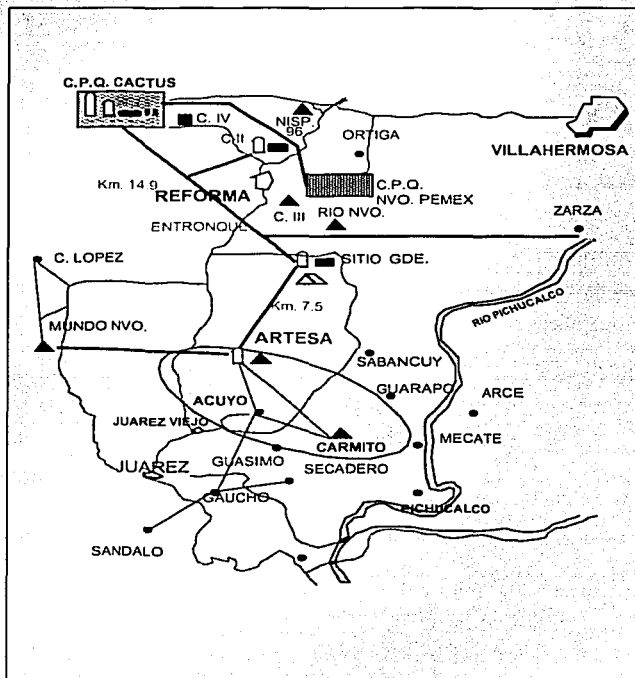 C.P.Q. CACTUS
C. IV
NISP.
96
C.II
ORTIGA
VILLAHERMOSA
Km. 14.9
C.P.Q.
NVO. PEMEX
REFORMA
C. III
RIO NVO.
ZARZA
ENTRONQUE
C. LOPEZ
SITIO GDE.
RIO PICHUCALCO
Km. 7.5
MUNDO NVO.
ARTESA
SABANCUY
GUARAPO
ARCE
ACUYO
JUAREZ VIEJO
CARMITO
MECATE
GUASIMO
SECADERO
JUAREZ
GAUCHO
PICHUCALCO
SANDALO